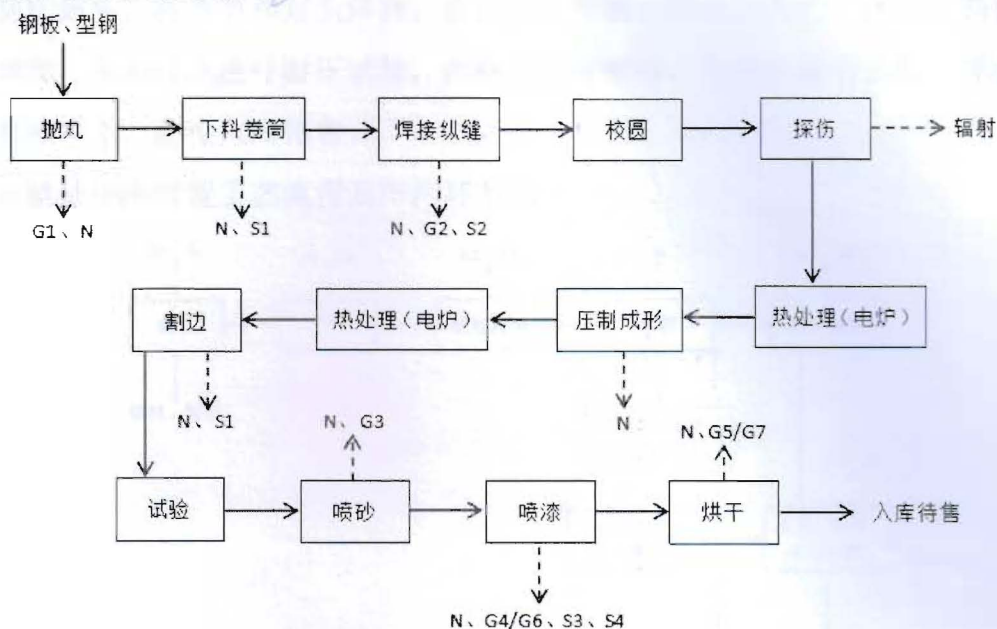 钢板、型钢
抛丸
下料卷筒
焊接纵缝
校圆
探伤
辐射
G1、N
N、S1
N、G2、S2
割边
热处理（电炉）
压制成形
热处理（电炉）
N、S1
N、G3
N
N、G5/G7
试验
喷砂
喷漆
烘干
入库待售
N、G4/G6、S3、S4